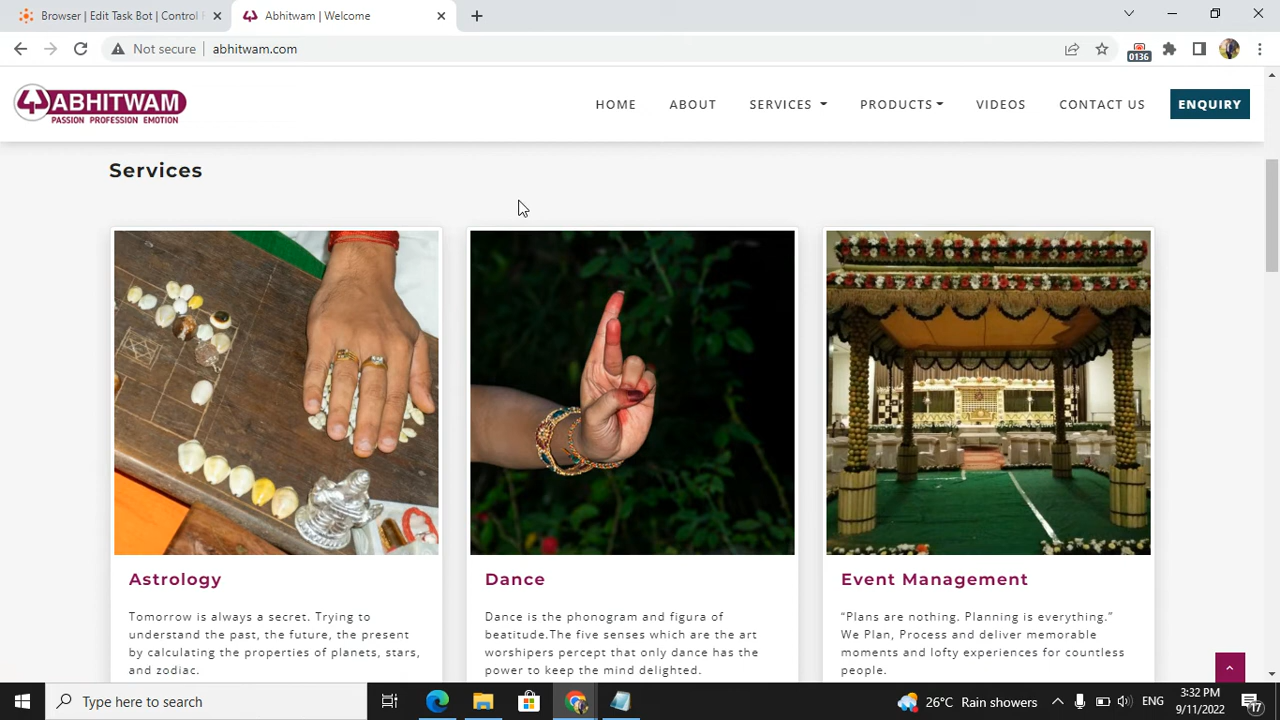 Browser | Edit Task Bot | Control
Abhitwam | Welcome
Not secure
abhitwam.com
0136
ABHITWAM
PASSION PROFESSION EMOTION
HOME
ABOUT
SERVICES
PRODUCTS
VIDEOS
CONTACT US
ENQUIRY
Services
Astrology
Tomorrow is always a secret. Trying to
understand the past, the future, the present
by calculating the properties of planets, stars,
and zodiac.
Dance
Dance is the phonogram and figura of
beatitude.The five senses which are the art
worshipers percept that only dance has the
power to keep the mind delighted.
Event Management
“Plans are nothing. Planning is everything.”
We Plan, Process and deliver memorable
moments and lofty experiences for countless
people.
Type here to search
26°C Rain showers
ENG
3:32 PM
9/11/2022
17